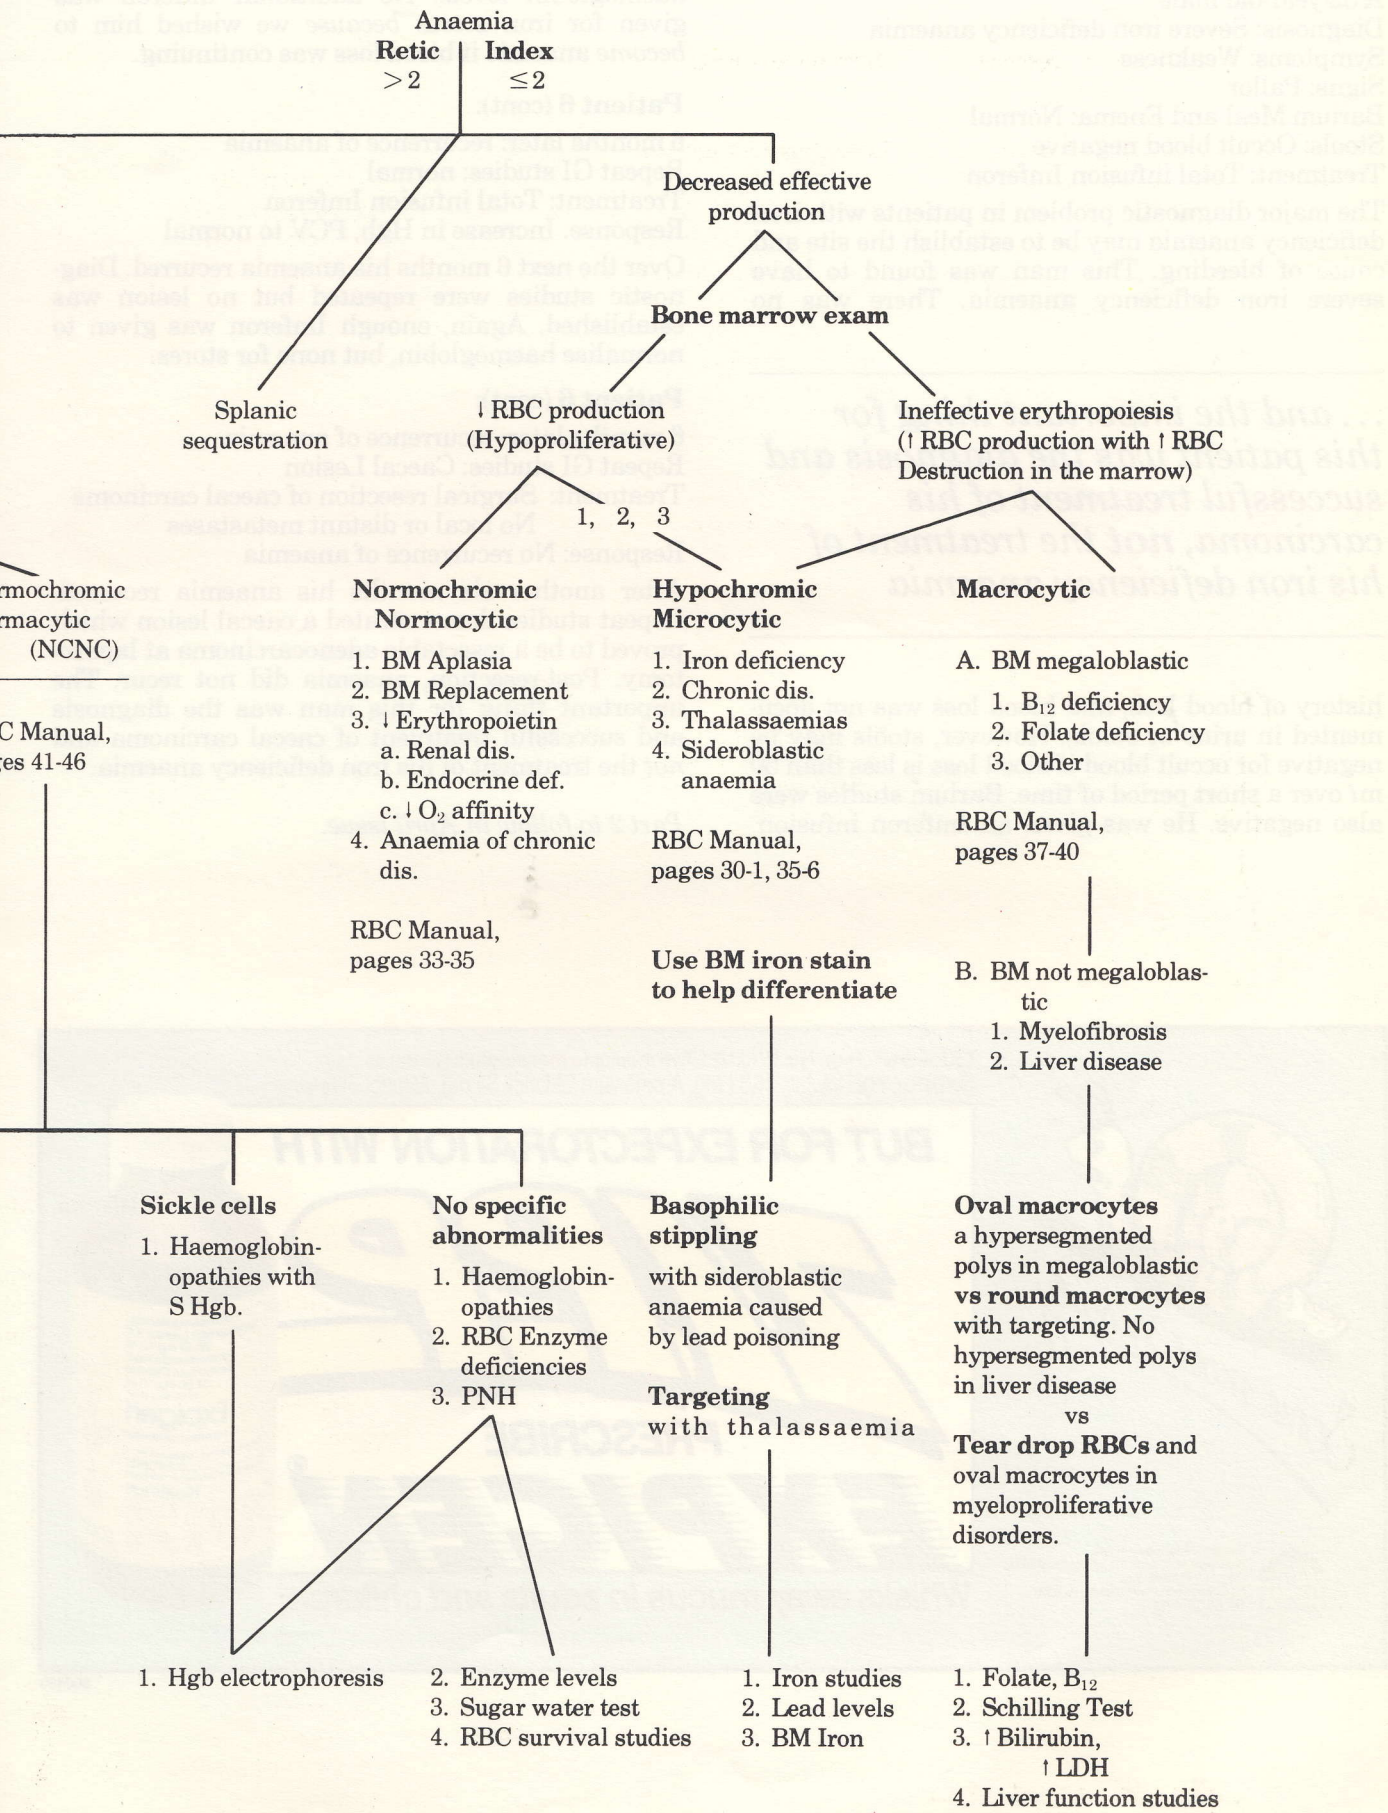 Anaemia
Retic Index
>2 ≤2
Decreased effective
production
Bone marrow exam
Splanic
sequestration
↓ RBC production
(Hypoproliferative)
Ineffective erythropoiesis
(↑ RBC production with ↑ RBC
Destruction in the marrow)
1, 2, 3
rmochromic
rmacytic
(NCNC)
C Manual,
ges 41-46
Normochromic
Normocytic
1. BM Aplasia
2. BM Replacement
3. ↓ Erythropoietin
a. Renal dis.
b. Endocrine def.
c. ↓ O₂ affinity
4. Anaemia of chronic
dis.
RBC Manual,
pages 33-35
Hypochromic
Microcytic
1. Iron deficiency
2. Chronic dis.
3. Thalassaemias
4. Sideroblastic
anaemia
RBC Manual,
pages 30-1, 35-6
Use BM iron stain
to help differentiate
Macrocytic
A. BM megaloblastic
1. B₁₂ deficiency
2. Folate deficiency
3. Other
RBC Manual,
pages 37-40
B. BM not megaloblas-
tic
1. Myelofibrosis
2. Liver disease
Sickle cells
1. Haemoglobin-
opathies with
S Hgb.
No specific
abnormalities
1. Haemoglobin-
opathies
2. RBC Enzyme
deficiencies
3. PNH
Basophilic
stippling
with sideroblastic
anaemia caused
by lead poisoning
Targeting
with thalassaemia
Oval macrocytes
a hypersegmented
polys in megaloblastic
vs round macrocytes
with targeting. No
hypersegmented polys
in liver disease
vs
Tear drop RBCs and
oval macrocytes in
myeloproliferative
disorders.
1. Hgb electrophoresis
2. Enzyme levels
3. Sugar water test
4. RBC survival studies
1. Iron studies
2. Lead levels
3. BM Iron
1. Folate, B₁₂
2. Schilling Test
3. ↑ Bilirubin,
↑ LDH
4. Liver function studies